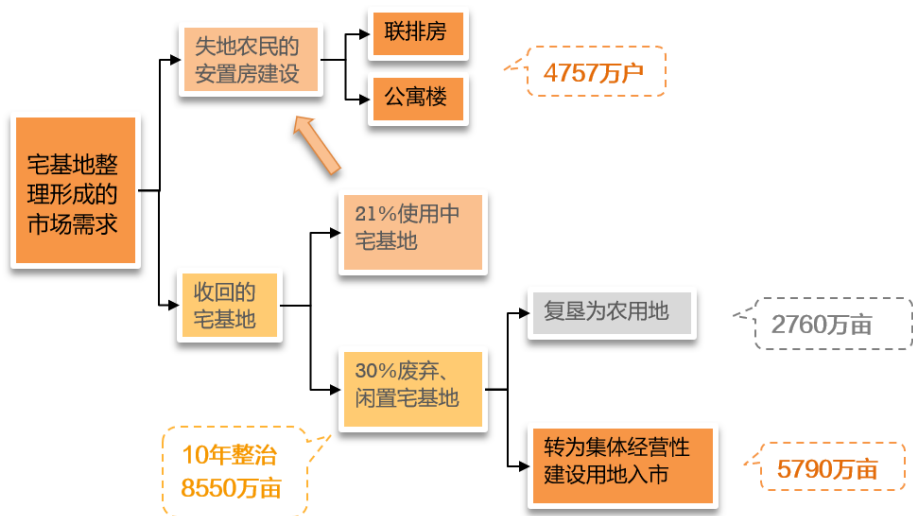 宅基地整
理形成的
市场需求
失地农民的
安置房建设
联排房
公寓楼
4757万户
收回的
宅基地
21%使用中
宅基地
30%废弃、
闲置宅基地
10年整治
8550万亩
复垦为农用地
2760万亩
转为集体经营性
建设用地入市
5790万亩